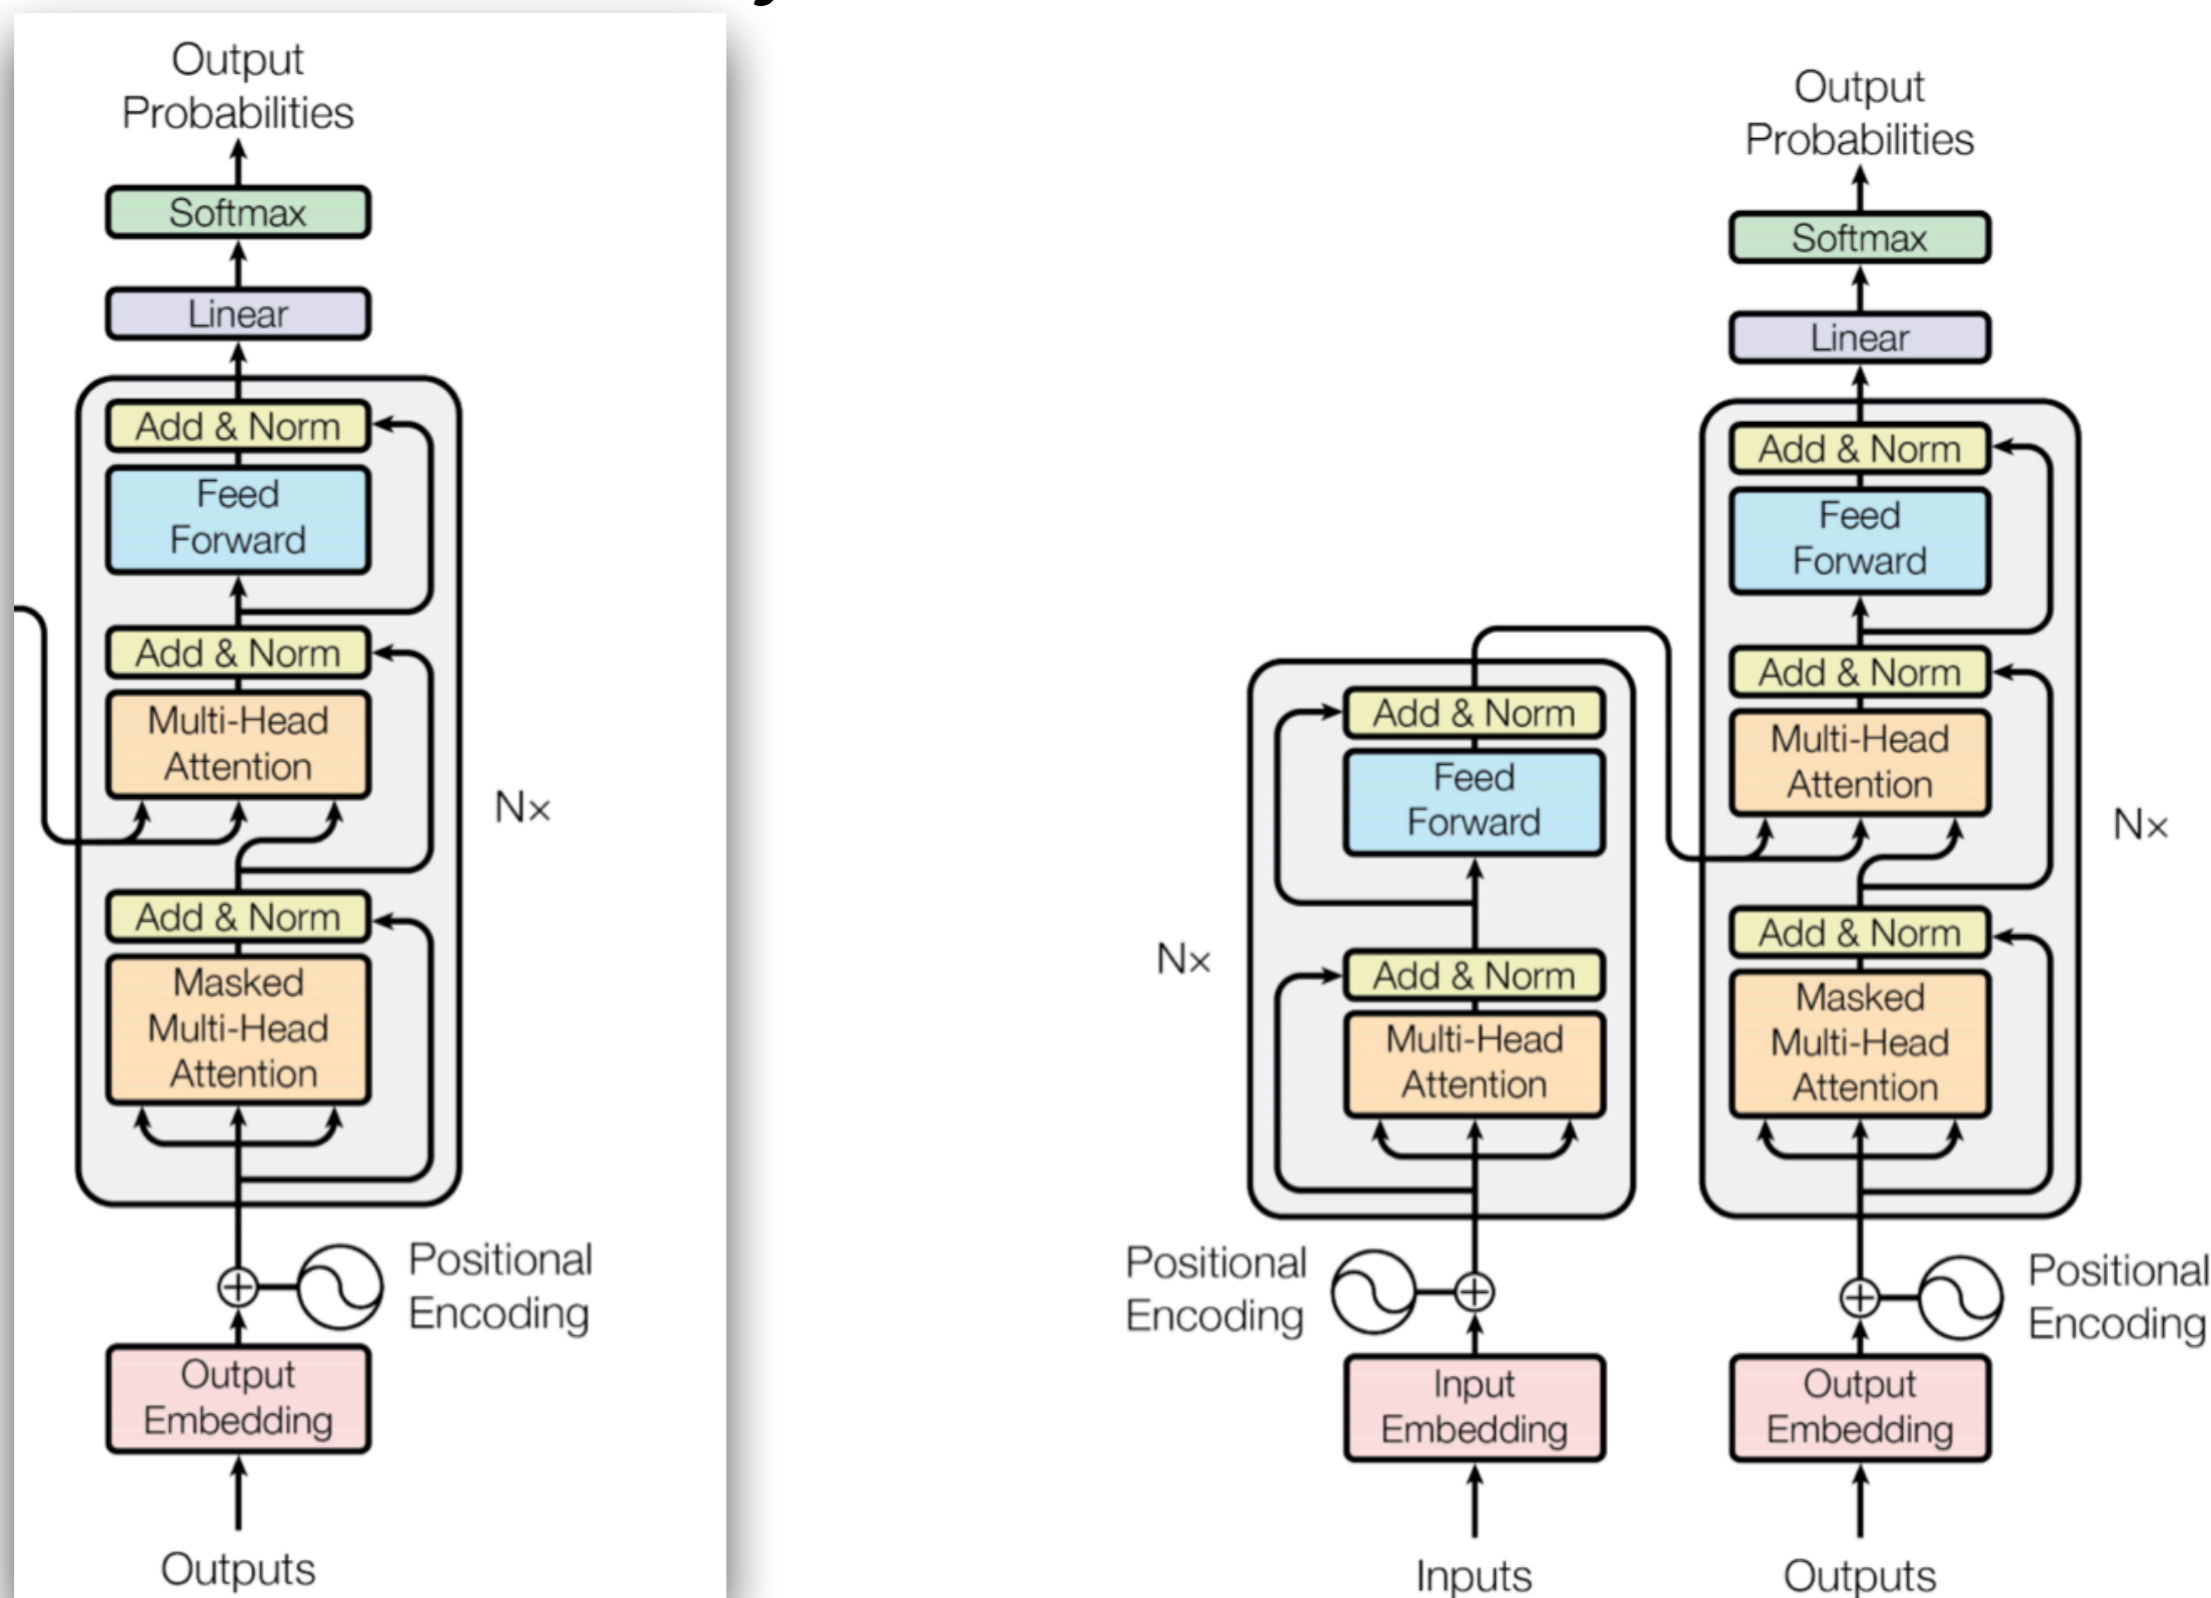 Output
Probabilities
Softmax
Linear
Add & Norm
Feed
Forward
Add & Norm
Multi-Head
Attention
Nx
Add & Norm
Masked
Multi-Head
Attention
Positional
Encoding
Output
Embedding
Outputs
Add & Norm
Feed
Forward
Nx
Add & Norm
Multi-Head
Attention
Positional
Encoding
Input
Embedding
Inputs
Output
Probabilities
Softmax
Linear
Add & Norm
Feed
Forward
Add & Norm
Multi-Head
Attention
Nx
Add & Norm
Masked
Multi-Head
Attention
Positional
Encoding
Output
Embedding
Outputs